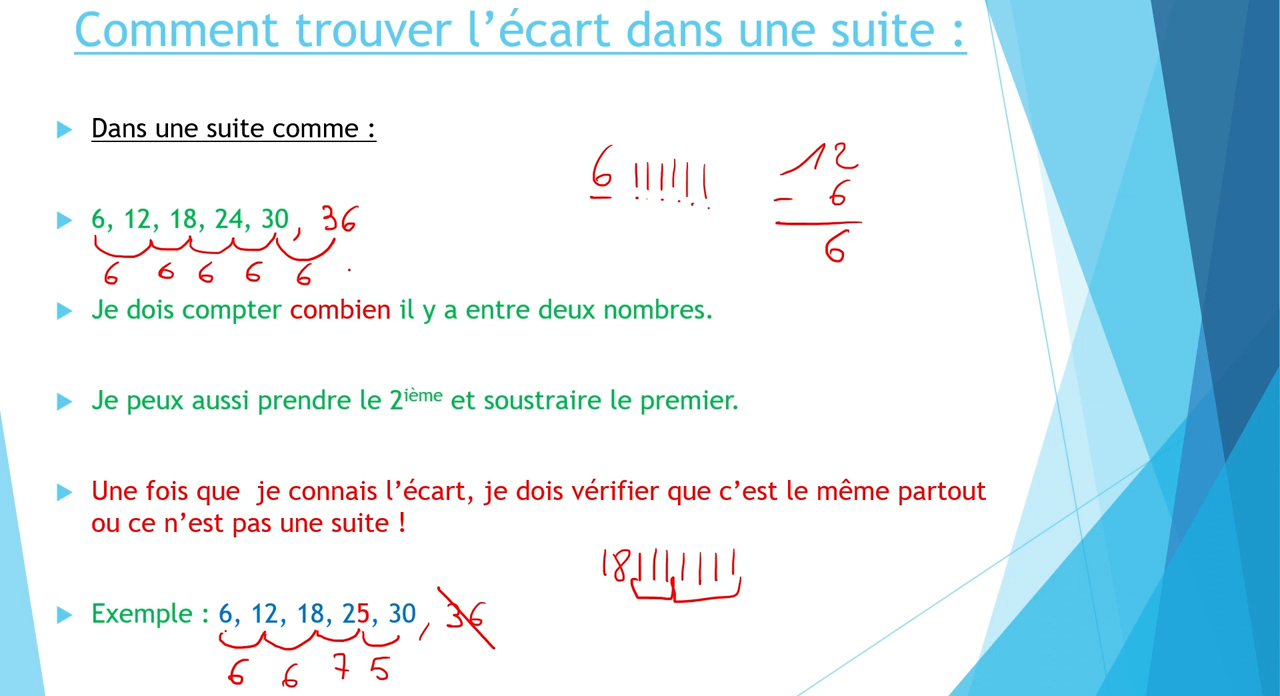 Comment trouver l’écart dans une suite :
Dans une suite comme :
6 !!!!!!
12
- 6
6
6, 12, 18, 24, 30, 36
6 6 6 6 6
Je dois compter combien il y a entre deux nombres.
Je peux aussi prendre le 2ième et soustraire le premier.
Une fois que je connais l’écart, je dois vérifier que c’est le même partout
ou ce n’est pas une suite !
18 |||||||
Exemple : 6, 12, 18, 25, 30, 36
6 6 7 5